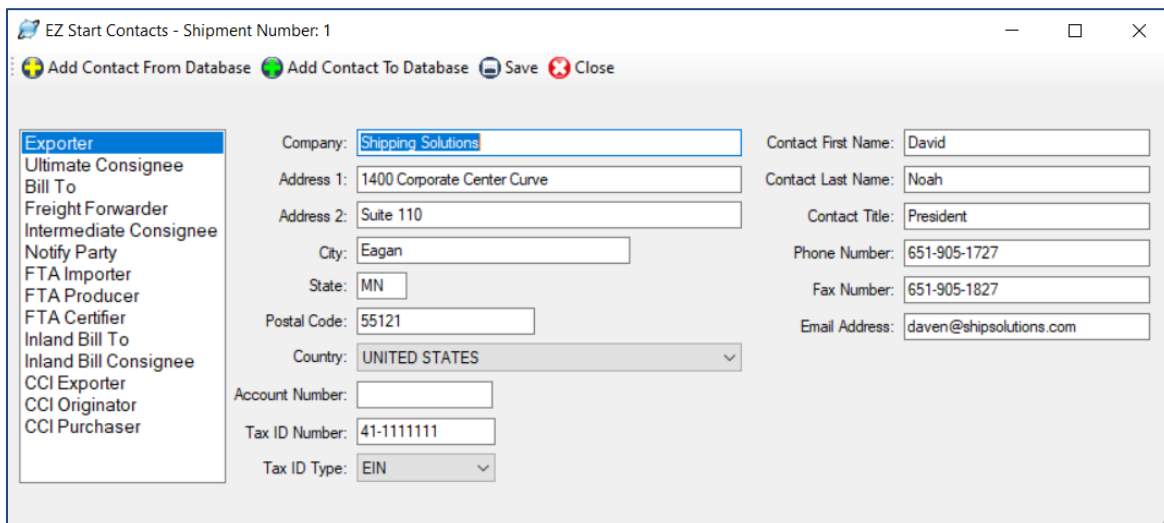 EZ Start Contacts - Shipment Number: 1
Add Contact From Database Add Contact To Database Save Close
Exporter
Ultimate Consignee
Bill To
Freight Forwarder
Intermediate Consignee
Notify Party
FTA Importer
FTA Producer
FTA Certifier
Inland Bill To
Inland Bill Consignee
CCI Exporter
CCI Originator
CCI Purchaser
Company: Shipping Solutions
Address 1: 1400 Corporate Center Curve
Address 2: Suite 110
City: Eagan
State: MN
Postal Code: 55121
Country: UNITED STATES
Account Number:
Tax ID Number: 41-1111111
Tax ID Type: EIN
Contact First Name: David
Contact Last Name: Noah
Contact Title: President
Phone Number: 651-905-1727
Fax Number: 651-905-1827
Email Address: daven@shipsolutions.com